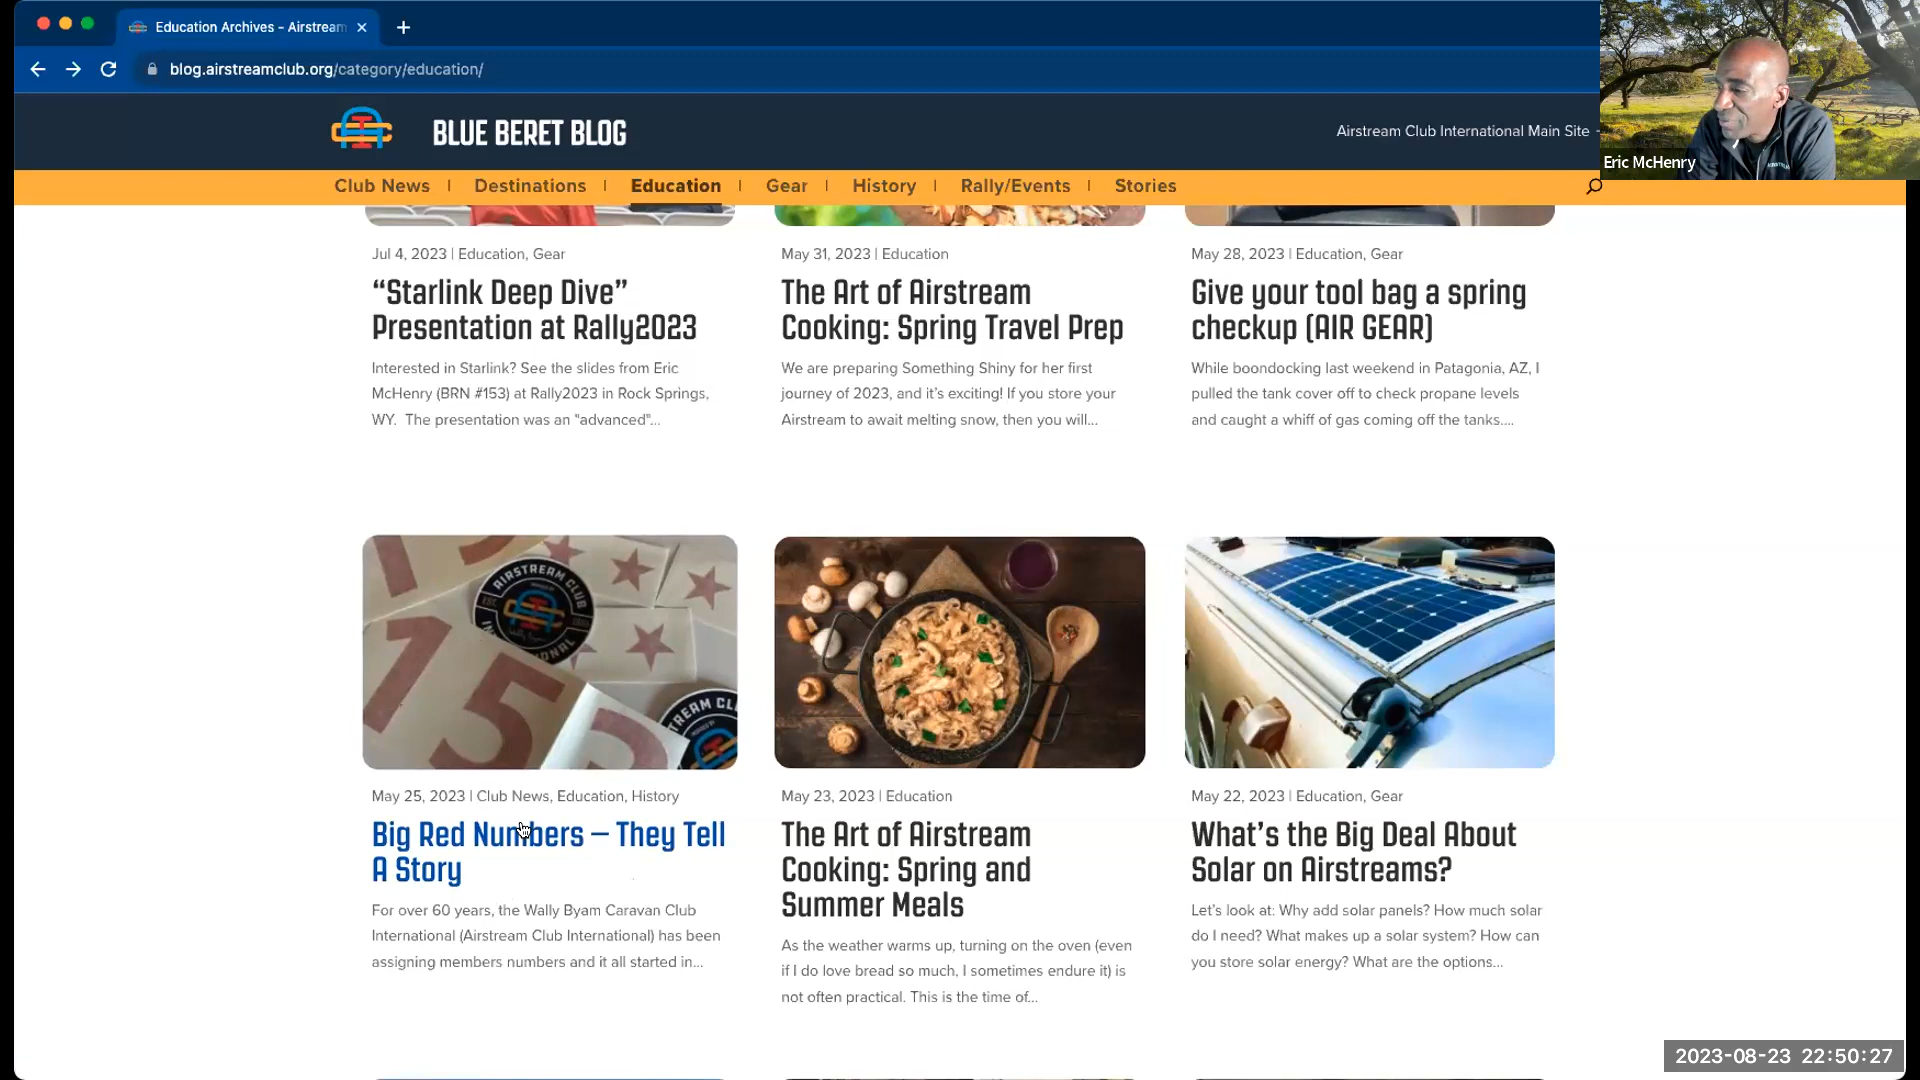 Education Archives - Airstream
blog.airstreamclub.org/category/education/
BLUE BERET BLOG
Airstream Club International Main Site
Eric McHenry
Club News | Destinations | Education | Gear | History | Rally/Events | Stories
Jul 4, 2023 | Education, Gear
“Starlink Deep Dive”
Presentation at Rally2023
Interested in Starlink? See the slides from Eric
McHenry (BRN #153) at Rally2023 in Rock Springs,
WY. The presentation was an "advanced"...
May 31, 2023 | Education
The Art of Airstream
Cooking: Spring Travel Prep
We are preparing Something Shiny for her first
journey of 2023, and it's exciting! If you store your
Airstream to await melting snow, then you will...
May 28, 2023 | Education, Gear
Give your tool bag a spring
checkup (AIR GEAR)
While boondocking last weekend in Patagonia, AZ, I
pulled the tank cover off to check propane levels
and caught a whiff of gas coming off the tanks....
AIRSTREAM CLUB
153
May 25, 2023 | Club News, Education, History
Big Red Numbers – They Tell
A Story
For over 60 years, the Wally Byam Caravan Club
International (Airstream Club International) has been
assigning members numbers and it all started in...
May 23, 2023 | Education
The Art of Airstream
Cooking: Spring and
Summer Meals
As the weather warms up, turning on the oven (even
if I do love bread so much, I sometimes endure it) is
not often practical. This is the time of...
May 22, 2023 | Education, Gear
What's the Big Deal About
Solar on Airstreams?
Let's look at: Why add solar panels? How much solar
do I need? What makes up a solar system? How can
you store solar energy? What are the options...
2023-08-23 22:50:27